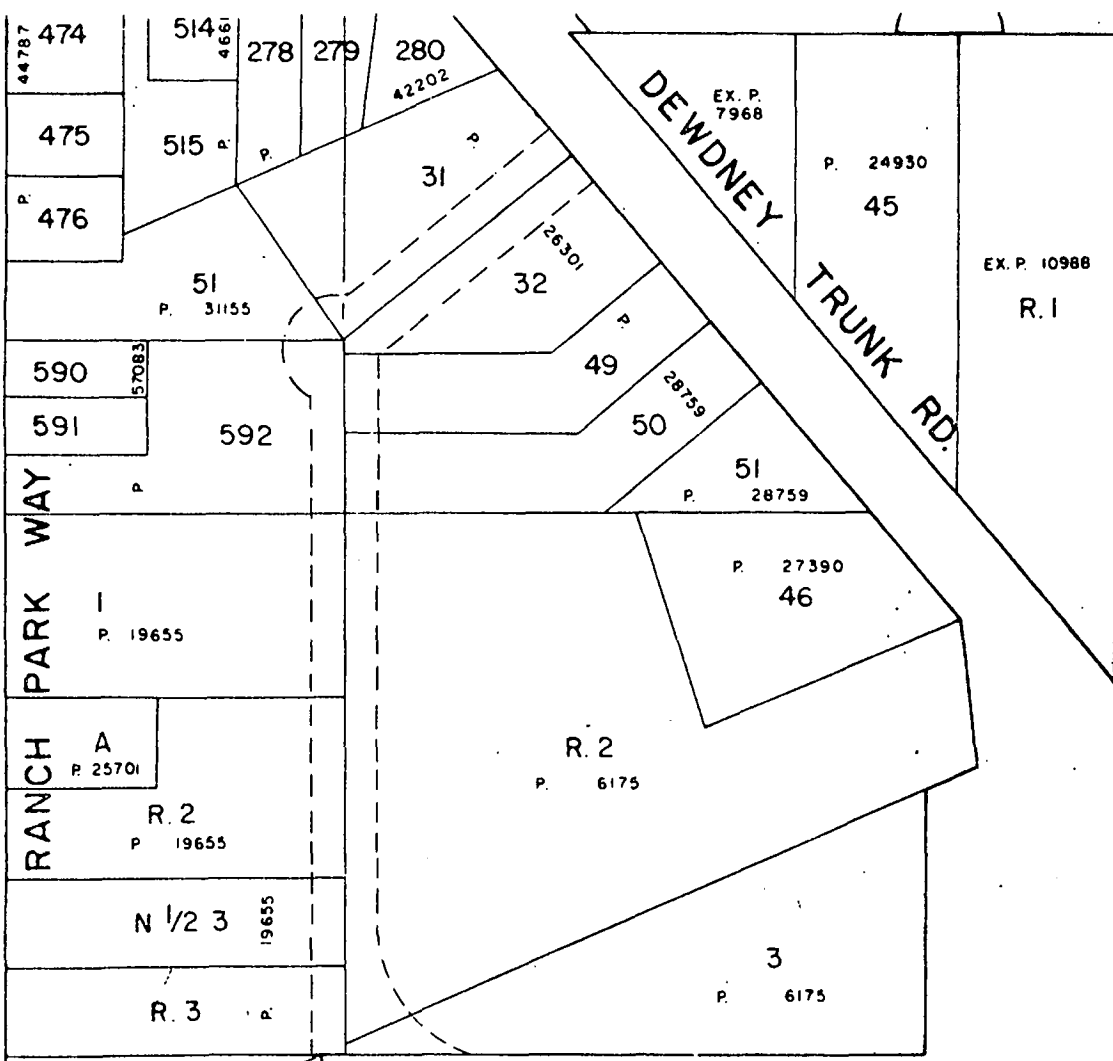 44787
474
514
4661
278
279
280
42202
475
515
P.
P.
P.
476
P.
31
P.
DEWDNEY TRUNK RD.
EX. P.
7968
P. 24930
45
EX. P. 10988
R. 1
51
P. 31155
26301
32
P.
49
28759
50
51
P. 28759
590
57083
591
592
P
RANCH PARK WAY
1
P. 19655
P. 27390
46
A
P. 25701
R. 2
P 19655
R. 2
P. 6175
N 1/2 3
19655
R. 3
P.
3
P. 6175